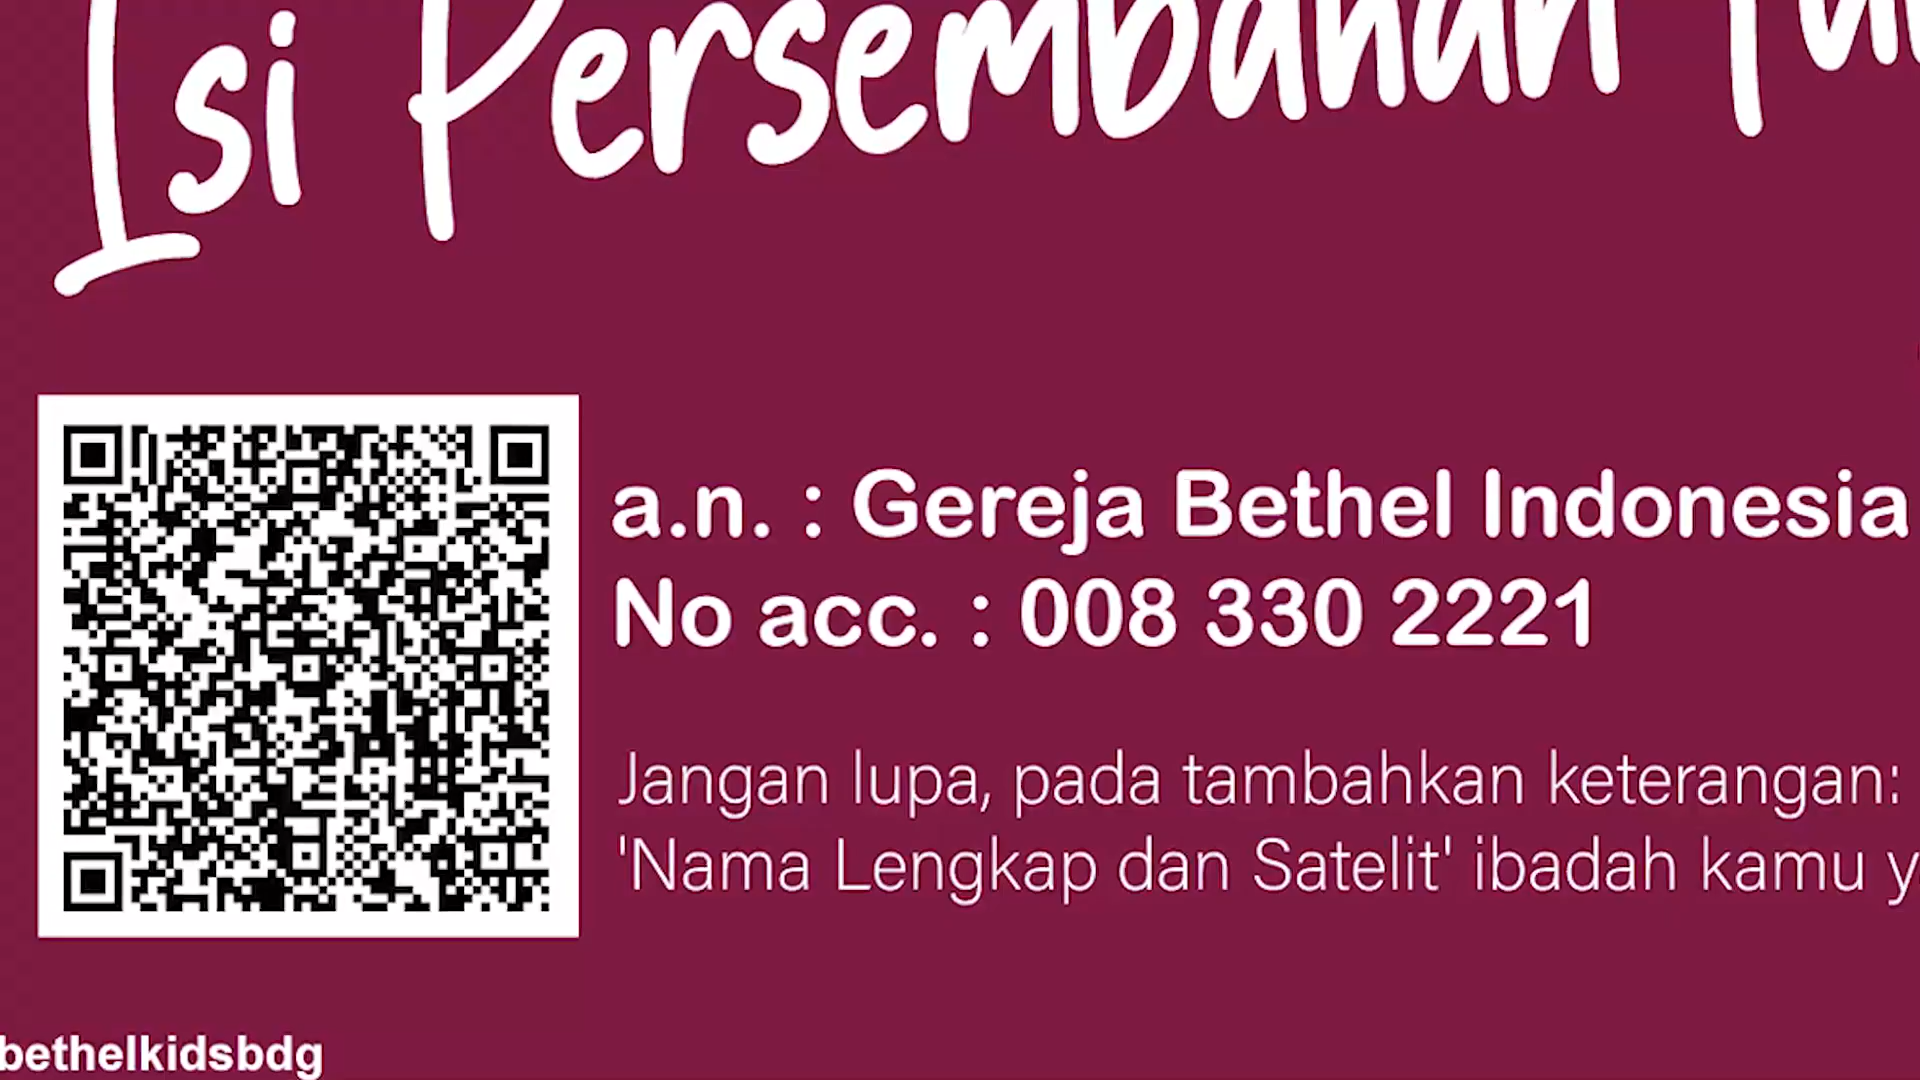 Isi Persembahan
a.n. : Gereja Bethel Indonesia
No acc. : 008 330 2221
Jangan lupa, pada tambahkan keterangan:
'Nama Lengkap dan Satelit' ibadah kamu y
bethelkidsbdg